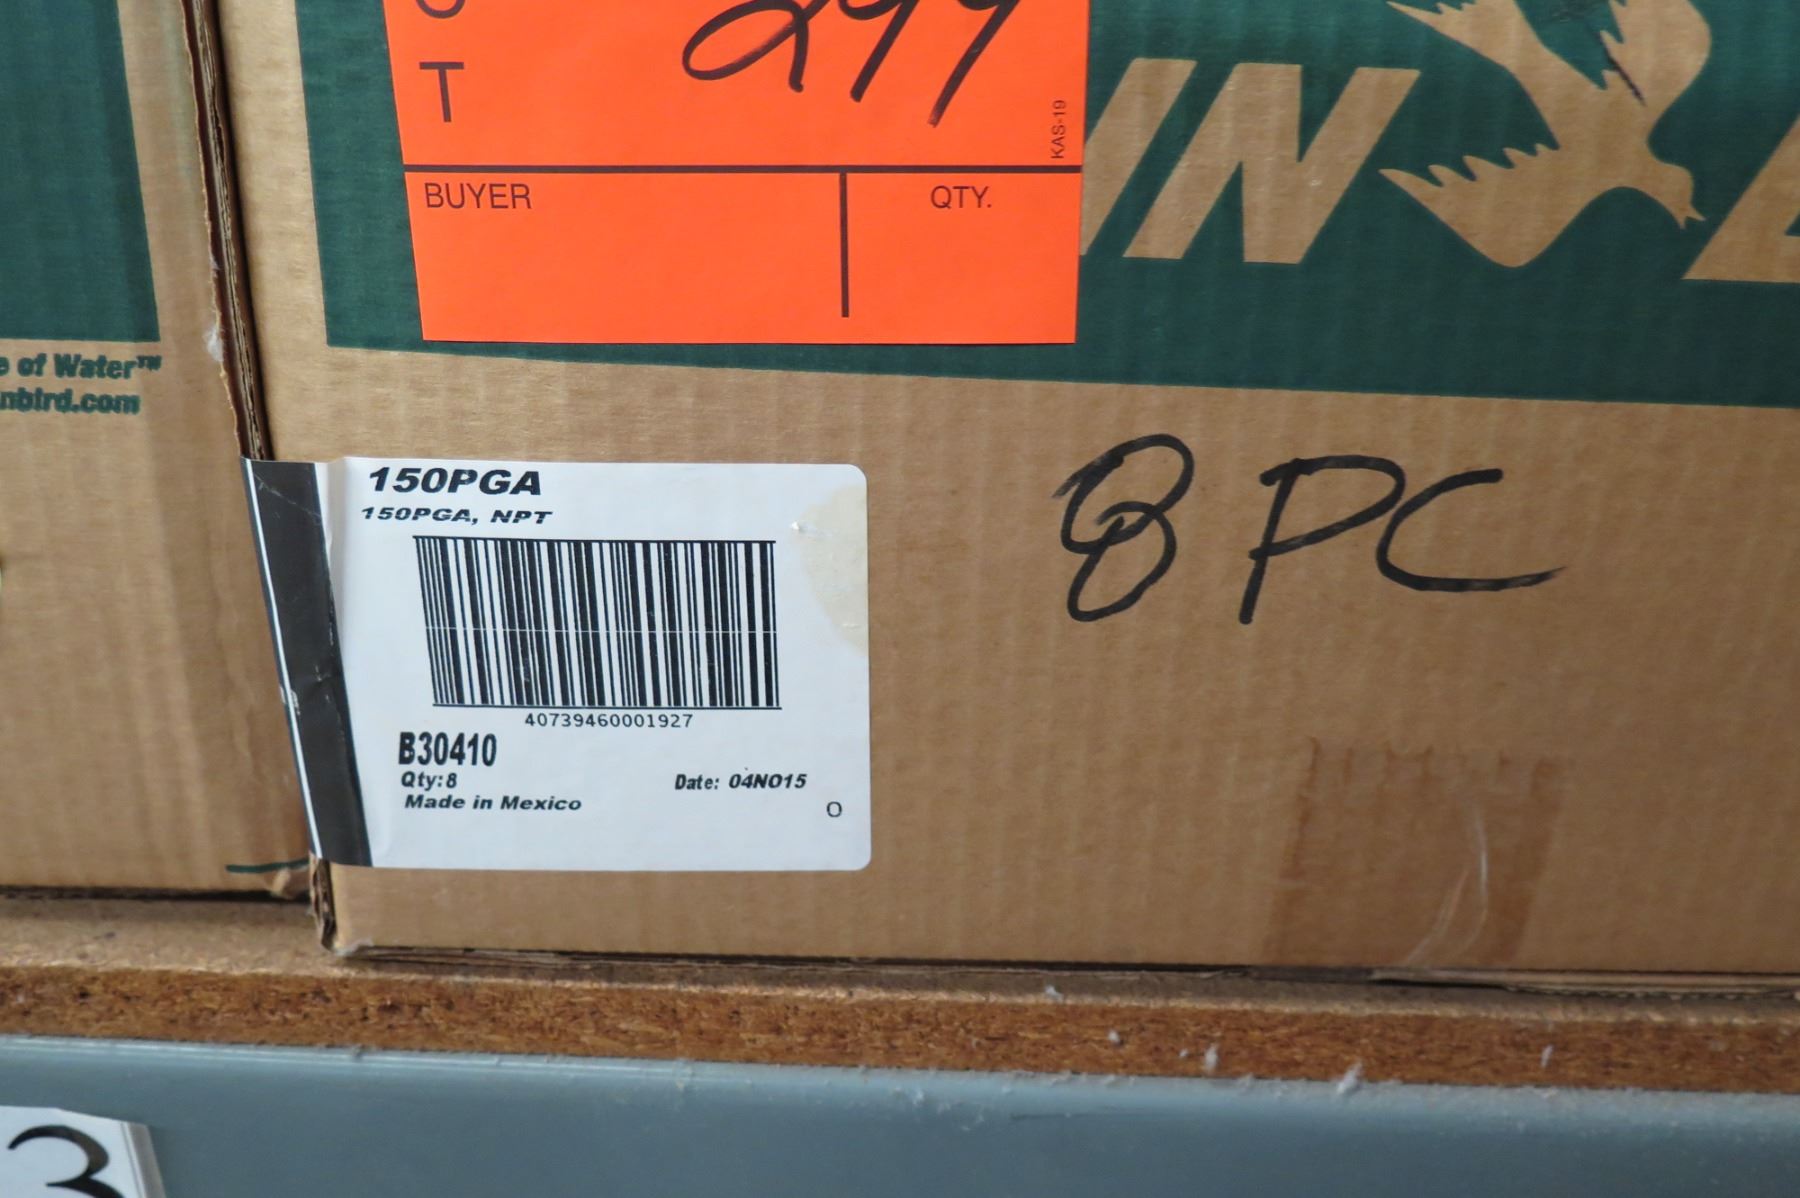 T
299
KAS-19
BUYER
QTY.
IN
e of Water™
nbird.com
150PGA
150PGA, NPT
8 PC
40739460001927
B30410
Qty:8
Date: 04NO15
Made in Mexico
O
3